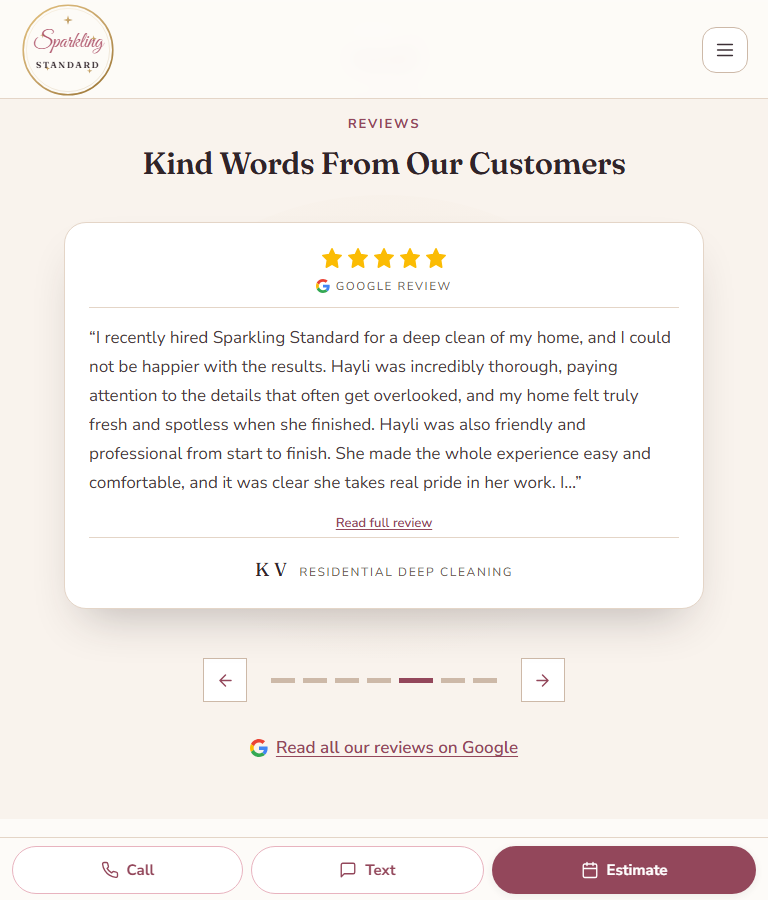 Sparkling
STANDARD
REVIEWS
Kind Words From Our Customers
GOOGLE REVIEW
“I recently hired Sparkling Standard for a deep clean of my home, and I could
not be happier with the results. Hayli was incredibly thorough, paying
attention to the details that often get overlooked, and my home felt truly
fresh and spotless when she finished. Hayli was also friendly and
professional from start to finish. She made the whole experience easy and
comfortable, and it was clear she takes real pride in her work. I...”
Read full review
K V RESIDENTIAL DEEP CLEANING
Read all our reviews on Google
Call
Text
Estimate